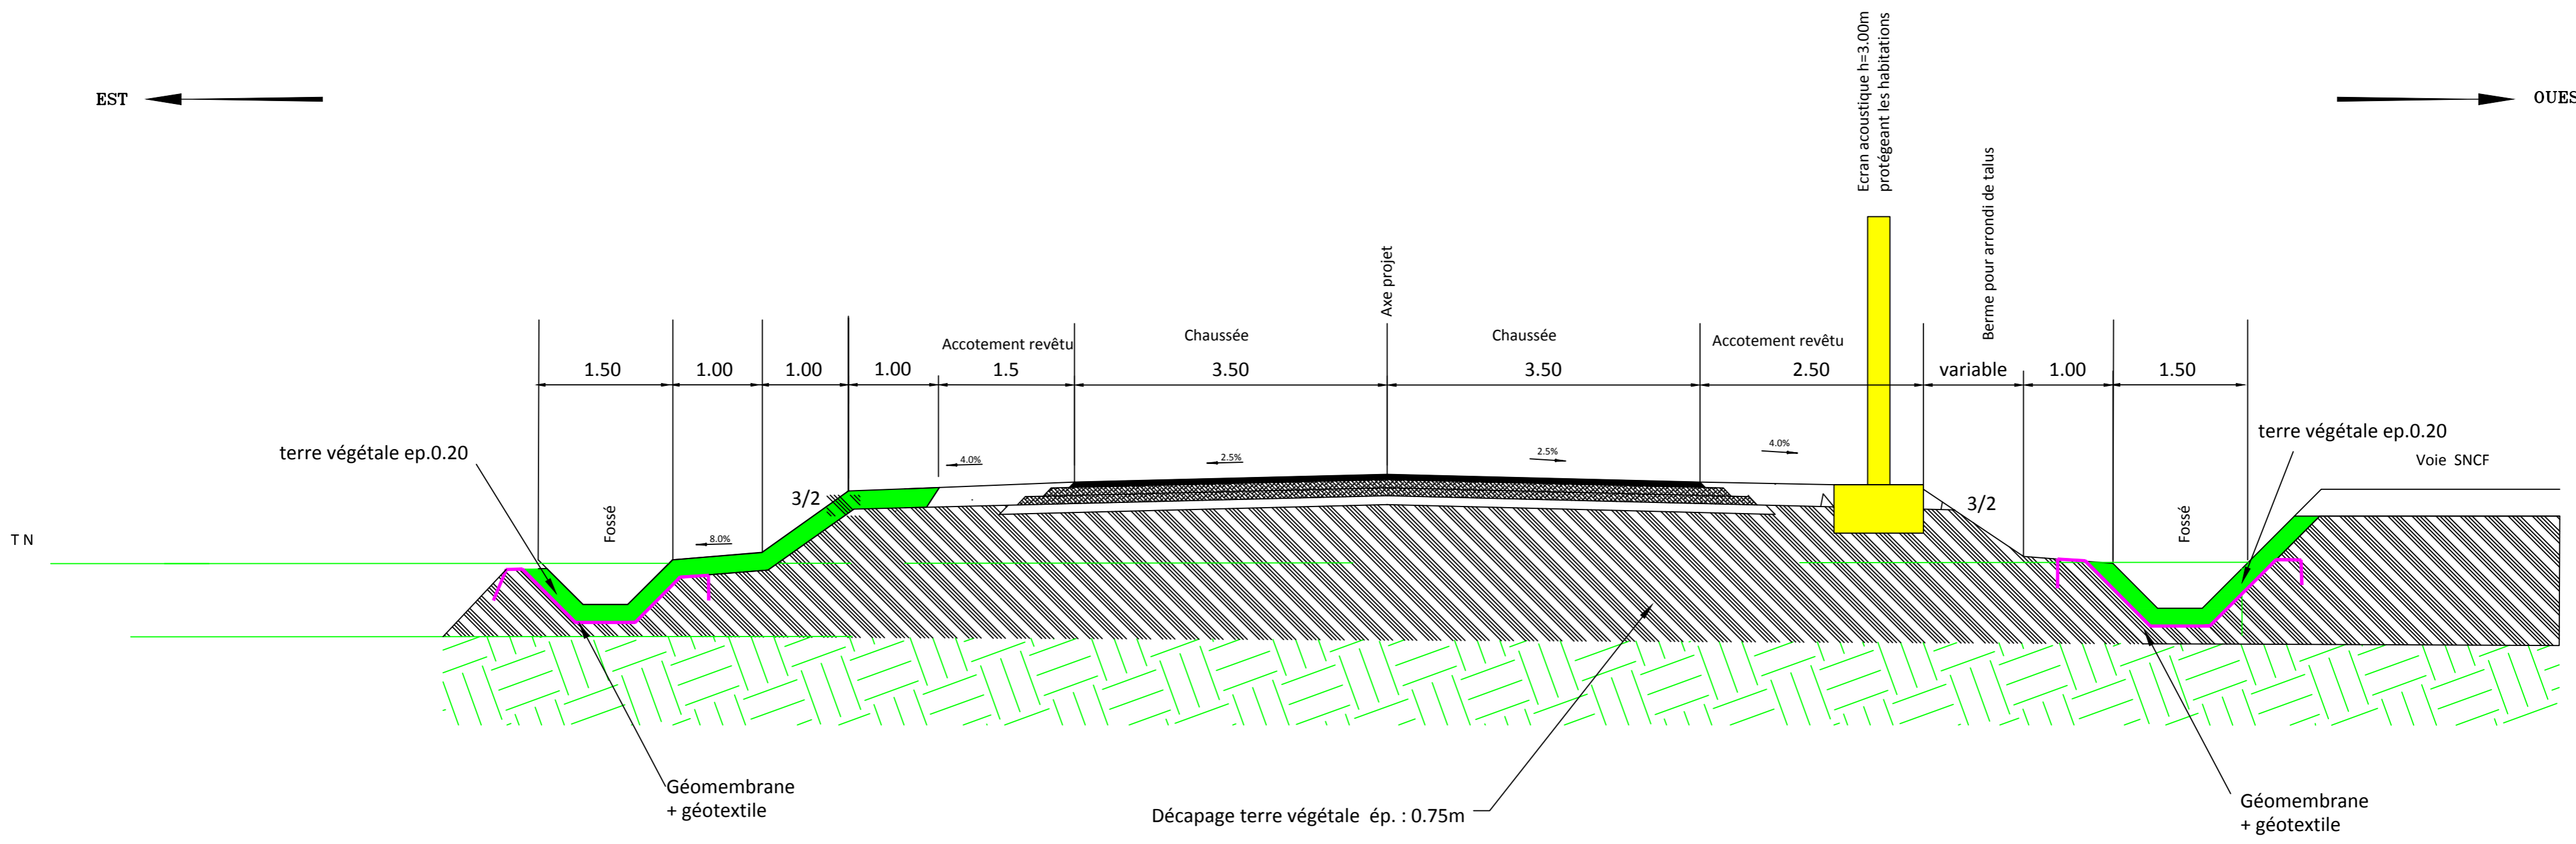 Ecran acoustique h=3.00m
protégeant les habitations
EST
OUES
Berme pour arrondi de talus
Axe projet
Accotement revêtu
Chaussée
Chaussée
Accotement revêtu
1.50
1.00
1.00
1.00
1.5
3.50
3.50
2.50
variable
1.00
1.50
terre végétale ep.0.20
4.0%
2.5%
2.5%
4.0%
terre végétale ep.0.20
Voie SNCF
3/2
3/2
Fossé
Fossé
T N
8.0%
Géomembrane
+ géotextile
Décapage terre végétale ép. : 0.75m
Géomembrane
+ géotextile